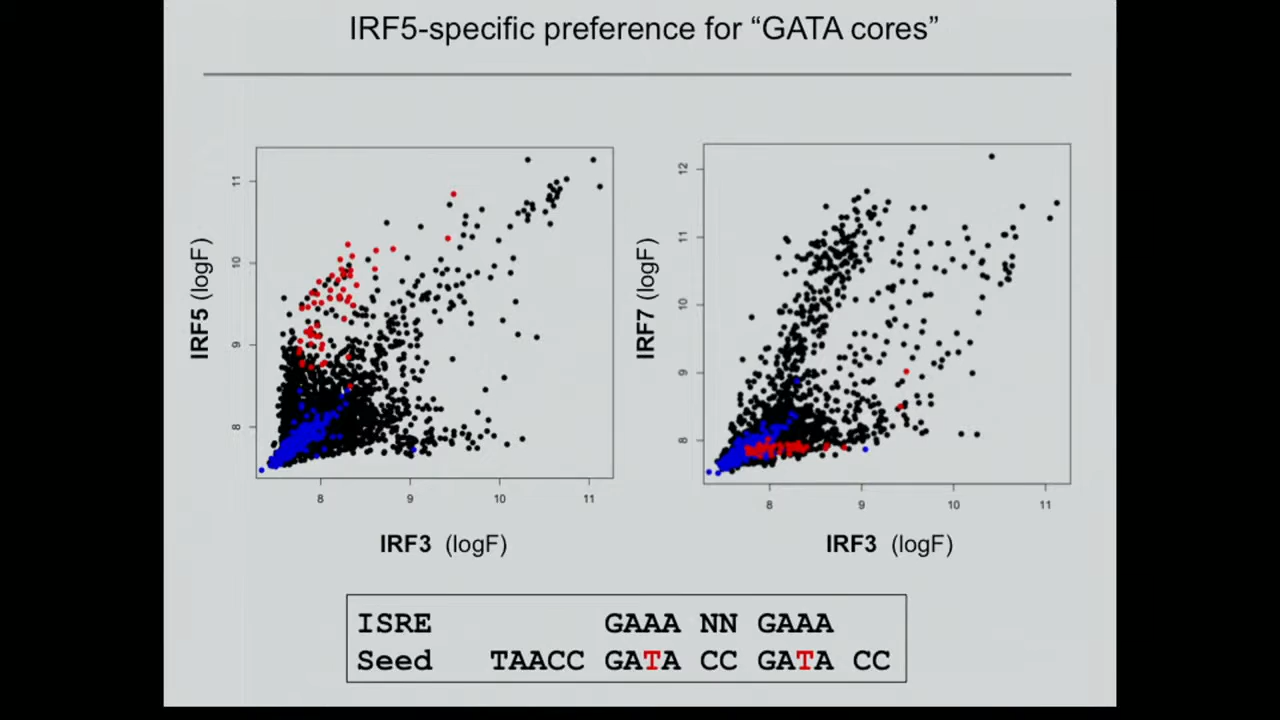 IRF5-specific preference for “GATA cores”
11
10
9
8
IRF5 (logF)
8 9 10 11
IRF3 (logF)
12
11
10
9
8
IRF7 (logF)
8 9 10 11
IRF3 (logF)
ISRE GAAA NN GAAA
Seed TAACC GATA CC GATA CC